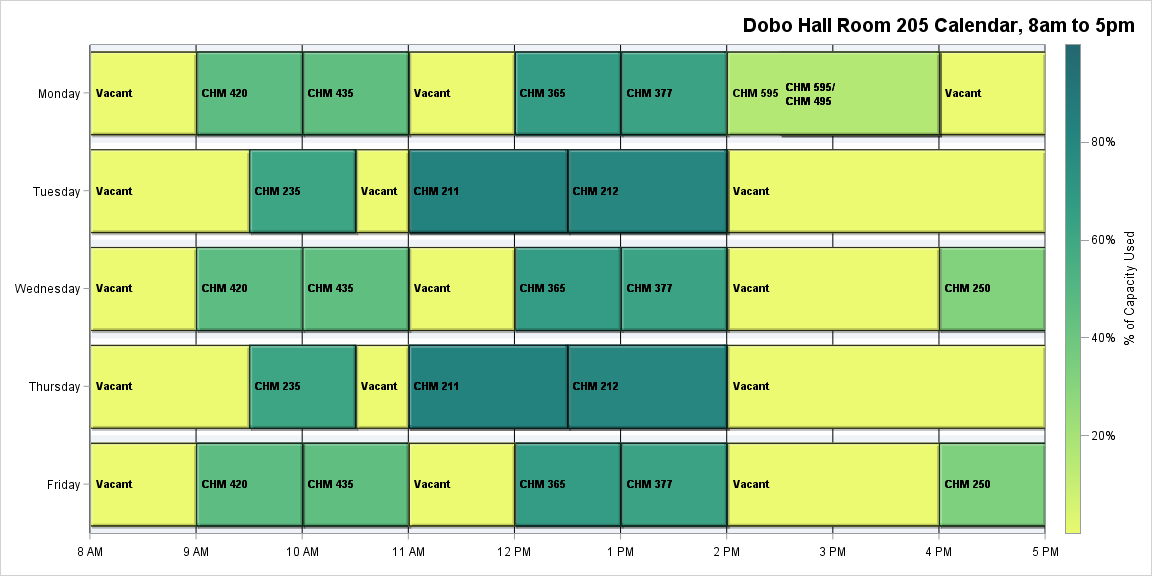 Dobo Hall Room 205 Calendar, 8am to 5pm
Monday
Vacant
CHM 420
CHM 435
Vacant
CHM 365
CHM 377
CHM 595
CHM 595/
CHM 495
Vacant
Tuesday
Vacant
CHM 235
Vacant
CHM 211
CHM 212
Vacant
Wednesday
Vacant
CHM 420
CHM 435
Vacant
CHM 365
CHM 377
Vacant
CHM 250
Thursday
Vacant
CHM 235
Vacant
CHM 211
CHM 212
Vacant
Friday
Vacant
CHM 420
CHM 435
Vacant
CHM 365
CHM 377
Vacant
CHM 250
8 AM
9 AM
10 AM
11 AM
12 PM
1 PM
2 PM
3 PM
4 PM
5 PM
80%
60%
40%
20%
% of Capacity Used